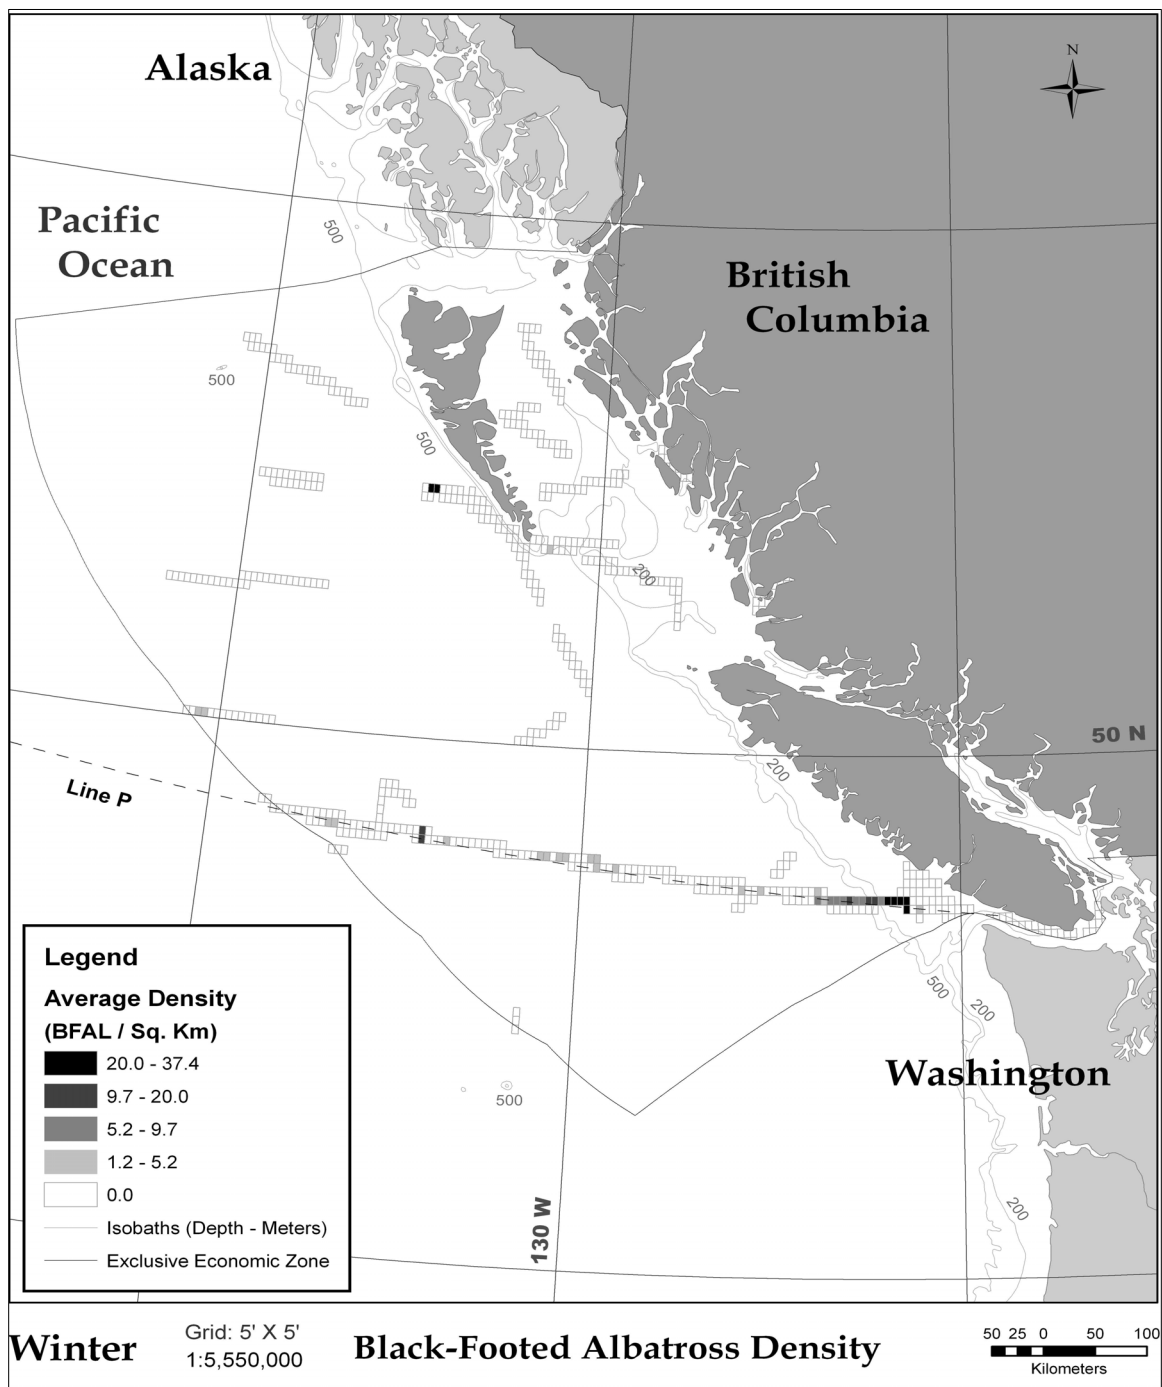 Alaska
N
Pacific
Ocean
500
British
Columbia
500
500
200
50 N
Line P
200
Legend
Average Density
(BFAL / Sq. Km)
20.0 - 37.4
9.7 - 20.0
5.2 - 9.7
1.2 - 5.2
0.0
Isobaths (Depth - Meters)
Exclusive Economic Zone
500
200
Washington
500
200
130 W
Winter
Grid: 5' X 5'
1:5,550,000
Black-Footed Albatross Density
50 25 0 50 100
Kilometers